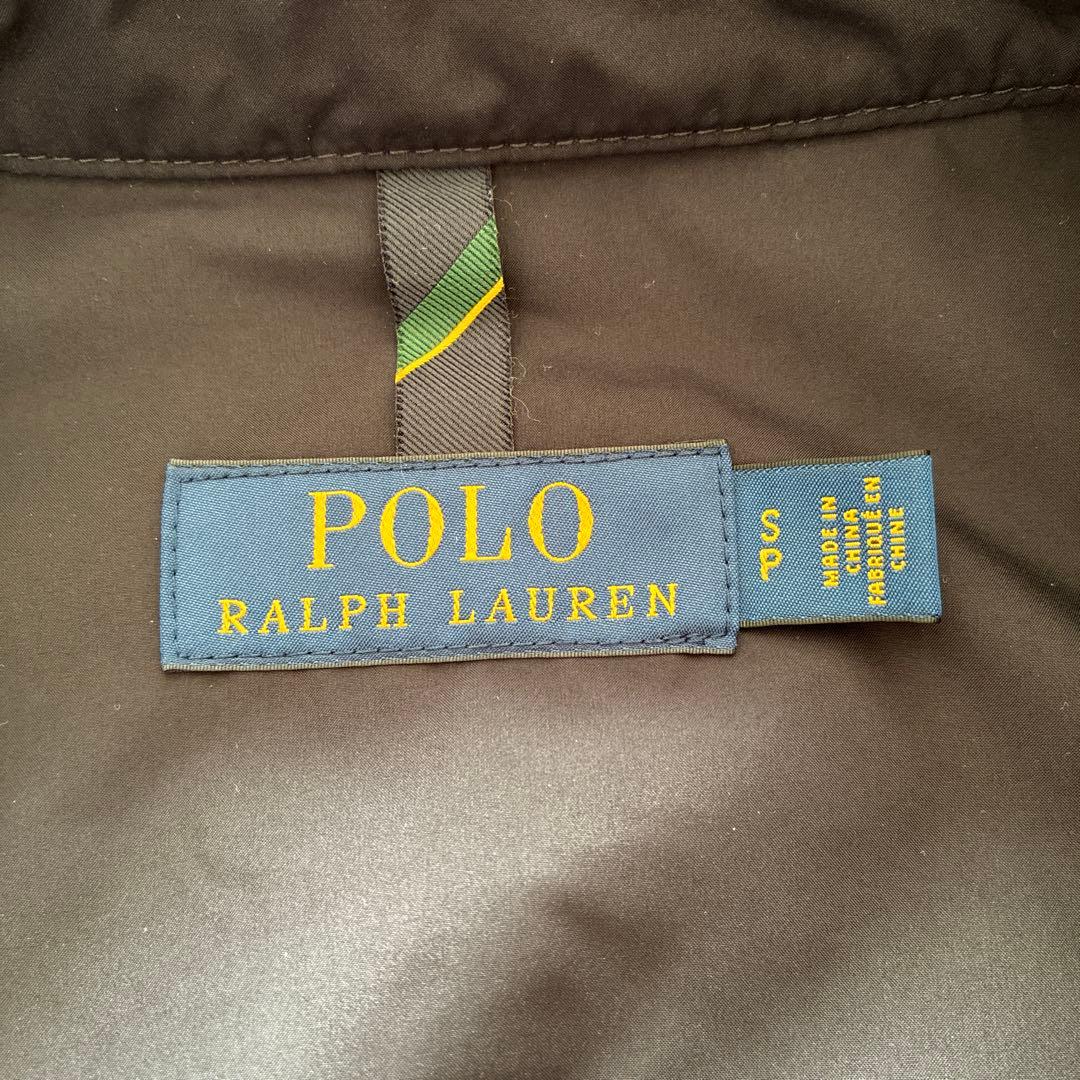 POLO
RALPH LAUREN
S
P
MADE IN
CHINA
FABRIQUÉ EN
CHINE